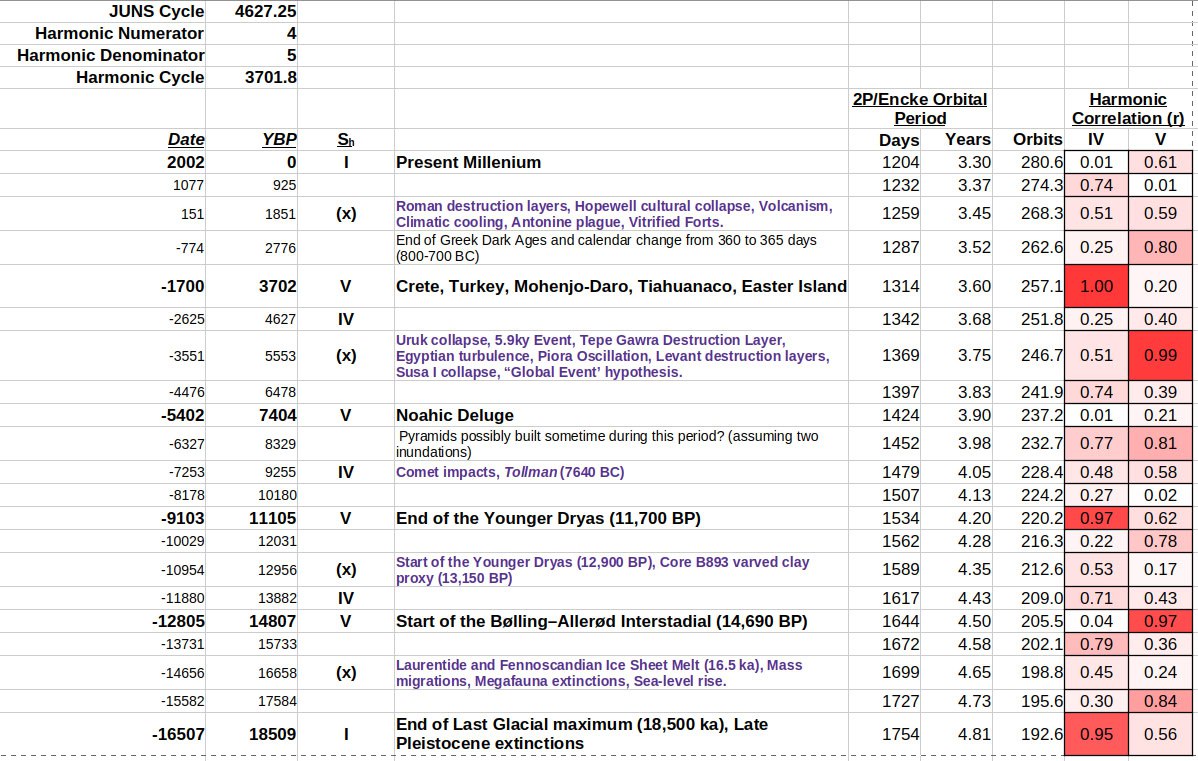 JUNS Cycle 4627.25
Harmonic Numerator 4
Harmonic Denominator 5
Harmonic Cycle 3701.8
2P/Encke Orbital Period Harmonic Correlation (r)
Date YBP Sh Days Years Orbits IV V
2002 0 I Present Millenium 1204 3.30 280.6 0.01 0.61
1077 925 1232 3.37 274.3 0.74 0.01
151 1851 (x) Roman destruction layers, Hopewell cultural collapse, Volcanism, Climatic cooling, Antonine plague, Vitrified Forts. 1259 3.45 268.3 0.51 0.59
-774 2776 End of Greek Dark Ages and calendar change from 360 to 365 days (800-700 BC) 1287 3.52 262.6 0.25 0.80
-1700 3702 V Crete, Turkey, Mohenjo-Daro, Tiahuanaco, Easter Island 1314 3.60 257.1 1.00 0.20
-2625 4627 IV 1342 3.68 251.8 0.25 0.40
-3551 5553 (x) Uruk collapse, 5.9ky Event, Tepe Gawra Destruction Layer, Egyptian turbulence, Piora Oscillation, Levant destruction layers, Susa I collapse, “Global Event’ hypothesis. 1369 3.75 246.7 0.51 0.99
-4476 6478 1397 3.83 241.9 0.74 0.39
-5402 7404 V Noahic Deluge 1424 3.90 237.2 0.01 0.21
-6327 8329 Pyramids possibly built sometime during this period? (assuming two inundations) 1452 3.98 232.7 0.77 0.81
-7253 9255 IV Comet impacts, Tollman (7640 BC) 1479 4.05 228.4 0.48 0.58
-8178 10180 1507 4.13 224.2 0.27 0.02
-9103 11105 V End of the Younger Dryas (11,700 BP) 1534 4.20 220.2 0.97 0.62
-10029 12031 1562 4.28 216.3 0.22 0.78
-10954 12956 (x) Start of the Younger Dryas (12,900 BP), Core B893 varved clay proxy (13,150 BP) 1589 4.35 212.6 0.53 0.17
-11880 13882 IV 1617 4.43 209.0 0.71 0.43
-12805 14807 V Start of the Bølling–Allerød Interstadial (14,690 BP) 1644 4.50 205.5 0.04 0.97
-13731 15733 1672 4.58 202.1 0.79 0.36
-14656 16658 (x) Laurentide and Fennoscandian Ice Sheet Melt (16.5 ka), Mass migrations, Megafauna extinctions, Sea-level rise. 1699 4.65 198.8 0.45 0.24
-15582 17584 1727 4.73 195.6 0.30 0.84
-16507 18509 I End of Last Glacial maximum (18,500 ka), Late Pleistocene extinctions 1754 4.81 192.6 0.95 0.56